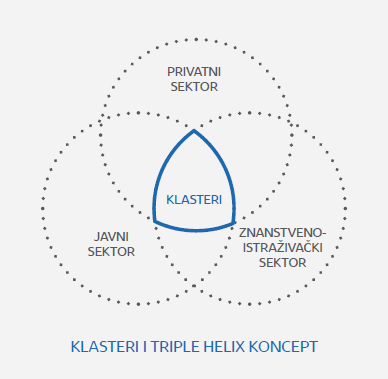 PRIVATNI
SEKTOR
KLASTERI
JAVNI
SEKTOR
ZNANSTVENO-
ISTRAŽIVAČKI
SEKTOR
KLASTERI I TRIPLE HELIX KONCEPT